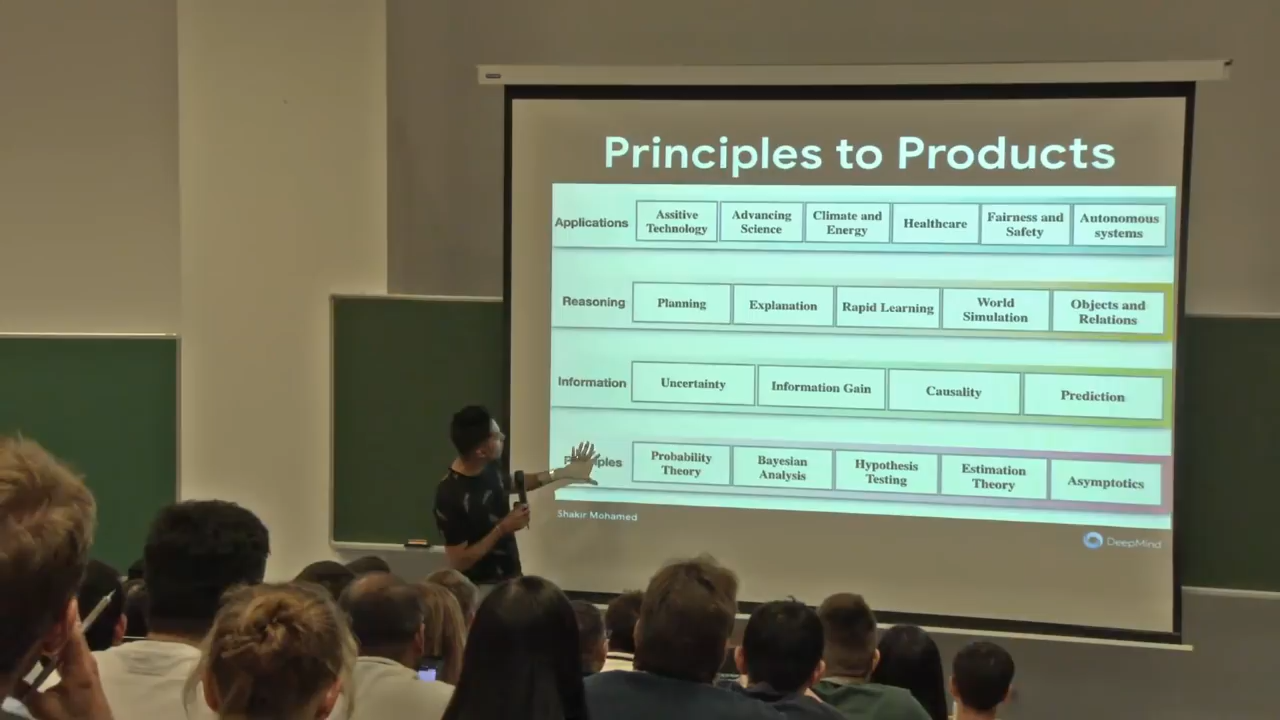 Principles to Products
Applications
Assitive
Technology
Advancing
Science
Climate and
Energy
Healthcare
Fairness and
Safety
Autonomous
systems
Reasoning
Planning
Explanation
Rapid Learning
World
Simulation
Objects and
Relations
Information
Uncertainty
Information Gain
Causality
Prediction
Principles
Probability
Theory
Bayesian
Analysis
Hypothesis
Testing
Estimation
Theory
Asymptotics
Shakir Mohamed
DeepMind